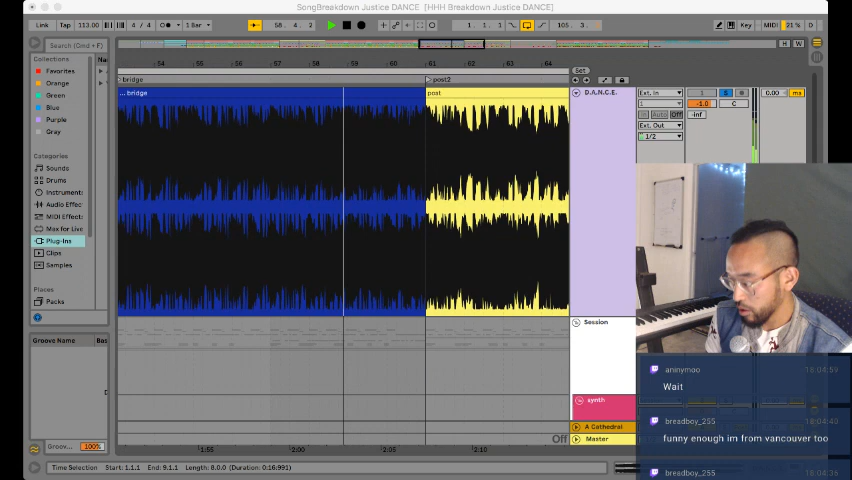 SongBreakdown Justice DANCE [HHH Breakdown Justice DANCE]
Link Tap 113.00 4 / 4 1 Bar 58. 4. 2 1. 1. 1 105. 3. Key MIDI 21 % D
Search (Cmd + F) Na
H W
Collections
Favorites
Orange
Green
Blue
Purple
Gray
Categories
Sounds
Drums
Instrument
Audio Effec
MIDI Effect
Max for Live
Plug-Ins
Clips
Samples
Places
Packs
Groove Name Bas
Groov... 100%
54 55 56 57 58 59 60 61 62 63 64
Set
bridge post2
... bridge post
D.A.N.C.E.
Ext. In 1 S 0.00 ms
1 -1.0 C
Auto Off -inf
Ext. Out
1/2
Session
synth
A Cathedral
Master
Off
1:55 2:00 2:05 2:10
Time Selection Start: 1.1.1 End: 9.1.1 Length: 8.0.0 (Duration: 0:16:991)
aninymoo 18:04:59
Wait
breadboy_255 18:04:40
funny enough im from vancouver too
breadboy_255 18:04:36